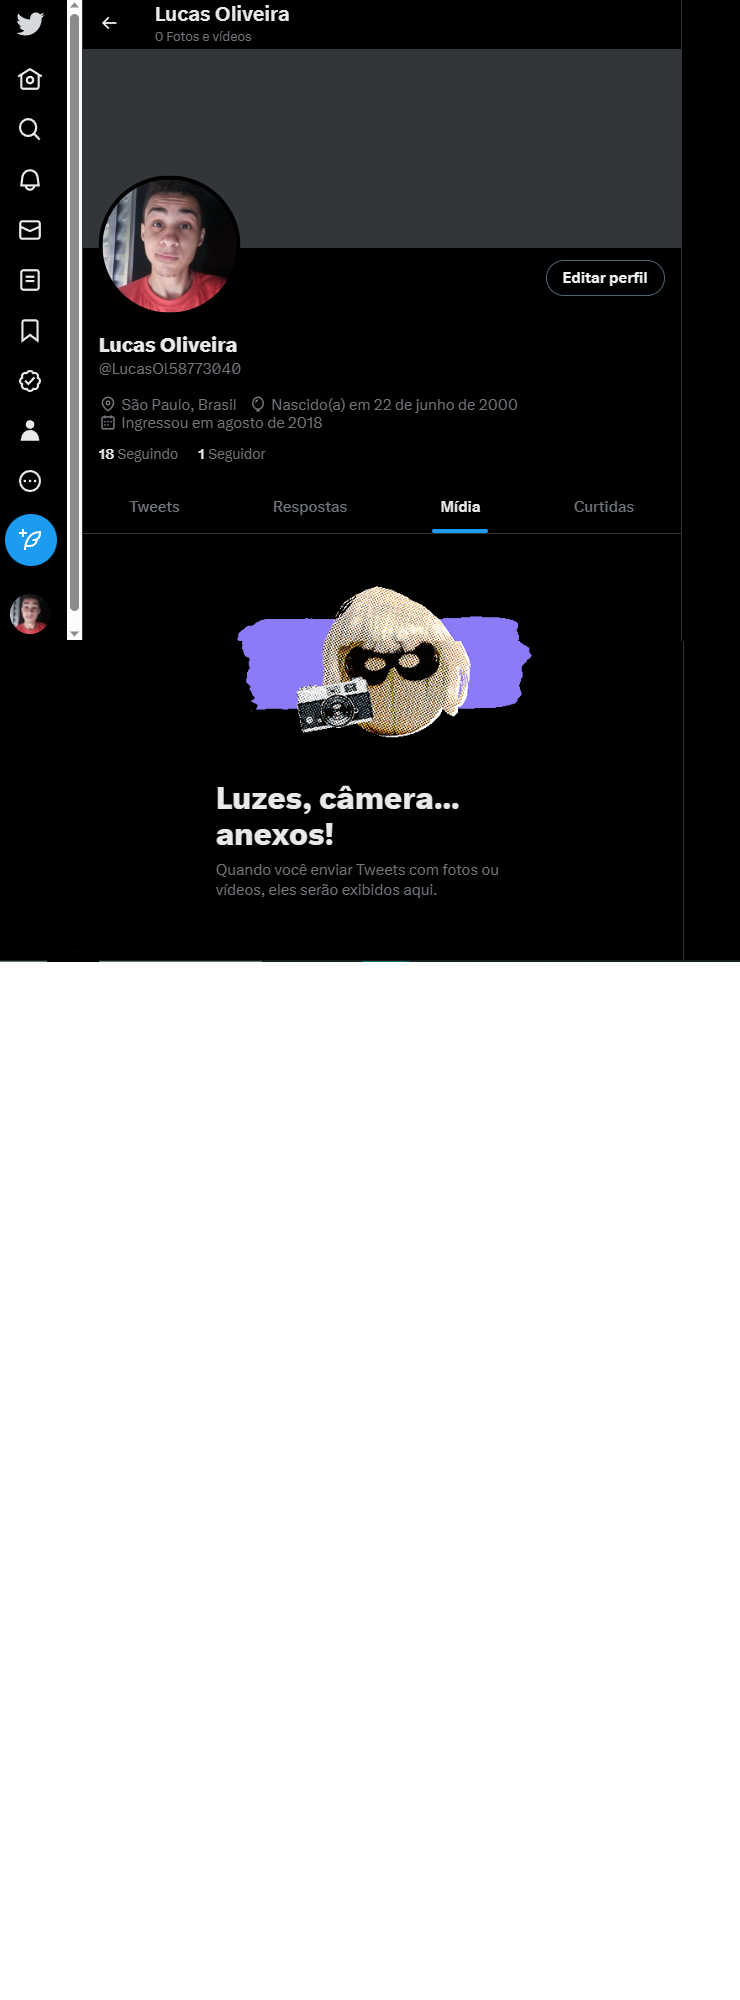 Lucas Oliveira
0 Fotos e vídeos
Editar perfil
Lucas Oliveira
@LucasOl58773040
São Paulo, Brasil Nascido(a) em 22 de junho de 2000
Ingressou em agosto de 2018
18 Seguindo 1 Seguidor
Tweets Respostas Mídia Curtidas
Luzes, câmera...
anexos!
Quando você enviar Tweets com fotos ou
vídeos, eles serão exibidos aqui.